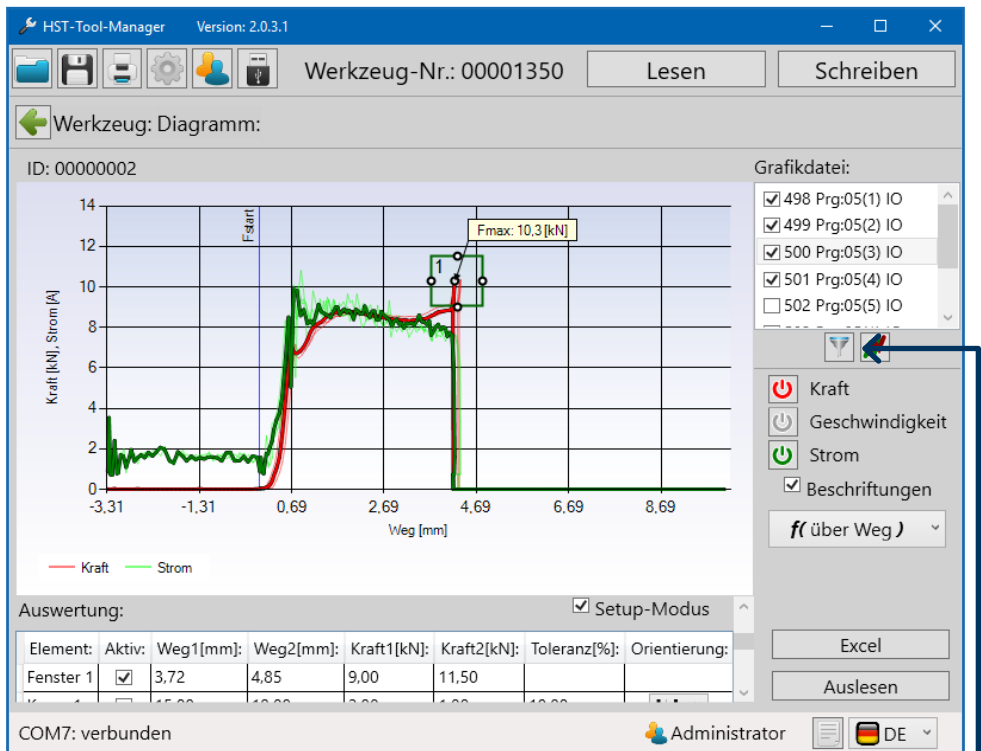 HST-Tool-Manager Version: 2.0.3.1
Werkzeug-Nr.: 00001350 Lesen Schreiben
Werkzeug: Diagramm:
ID: 00000002
Grafikdatei:
498 Prg:05(1) IO
499 Prg:05(2) IO
500 Prg:05(3) IO
501 Prg:05(4) IO
502 Prg:05(5) IO
Kraft [kN], Strom [A]
14
12
10
8
6
4
2
0
Fstart
Fmax: 10,3 [kN]
1
-3,31 -1,31 0,69 2,69 4,69 6,69 8,69
Weg [mm]
Kraft Strom
Kraft
Geschwindigkeit
Strom
Beschriftungen
f( über Weg )
Auswertung: Setup-Modus
Element: Aktiv: Weg1[mm]: Weg2[mm]: Kraft1[kN]: Kraft2[kN]: Toleranz[%]: Orientierung:
Fenster 1 3,72 4,85 9,00 11,50
Excel
Auslesen
COM7: verbunden Administrator DE